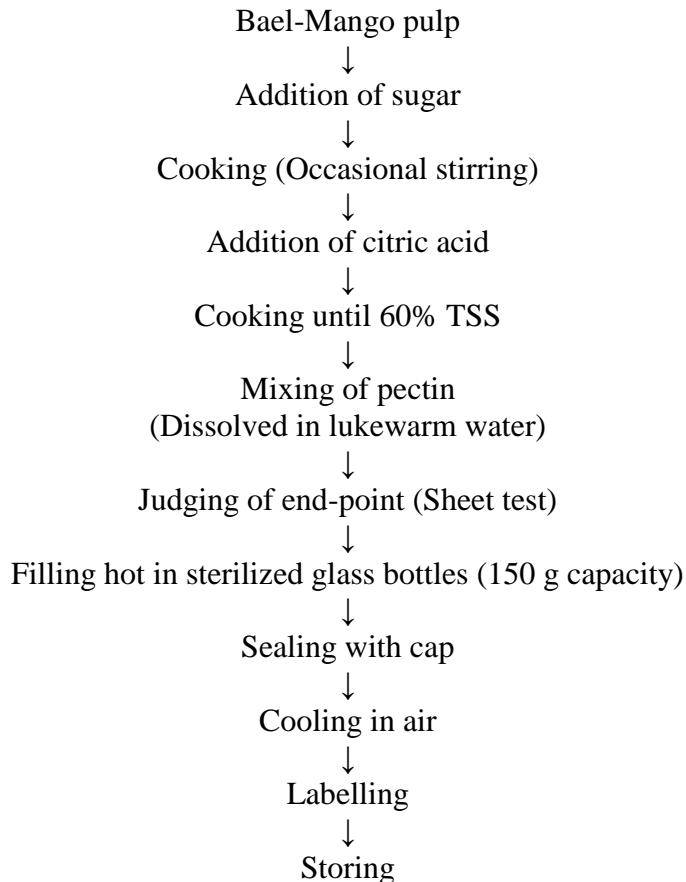 Bael-Mango pulp
↓
Addition of sugar
↓
Cooking (Occasional stirring)
↓
Addition of citric acid
↓
Cooking until 60% TSS
↓
Mixing of pectin
(Dissolved in lukewarm water)
↓
Judging of end-point (Sheet test)
↓
Filling hot in sterilized glass bottles (150 g capacity)
↓
Sealing with cap
↓
Cooling in air
↓
Labelling
↓
Storing